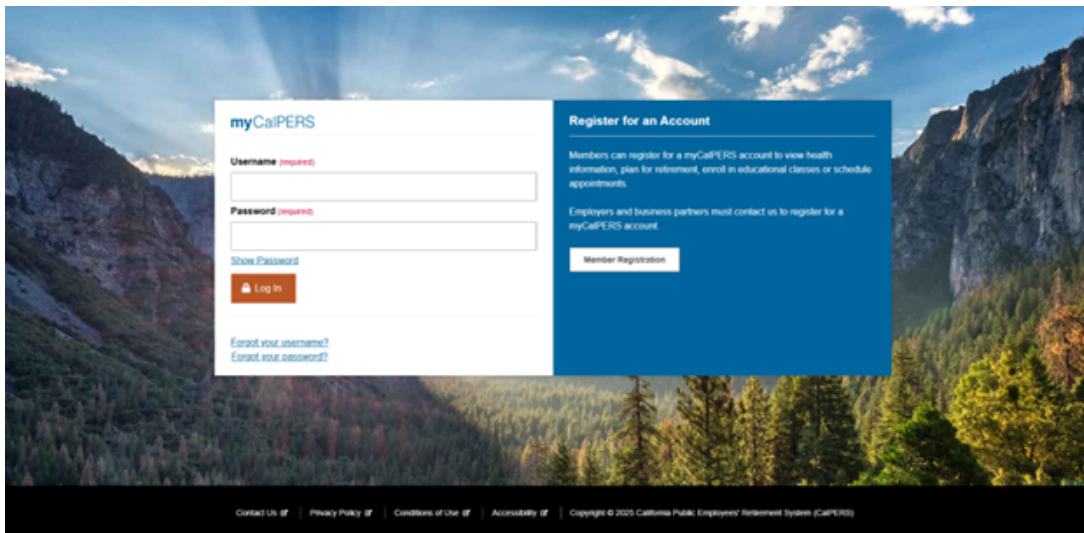 myCalPERS
Username (required)
Password (required)
Show Password
Log In
Forgot your username?
Forgot your password?
Register for an Account
Members can register for a myCalPERS account to view health
information, plan for retirement, enroll in educational classes or schedule
appointments.
Employers and business partners must contact us to register for a
myCalPERS account.
Member Registration
Contact Us | Privacy Policy | Conditions of Use | Accessibility | Copyright © 2025 California Public Employees' Retirement System (CalPERS)